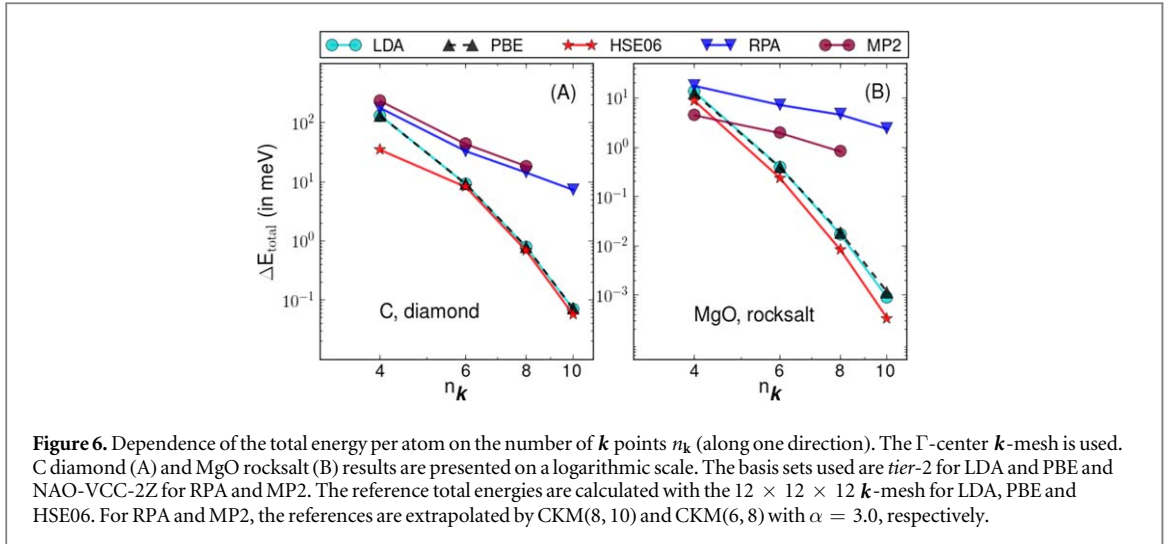 LDA PBE HSE06 RPA MP2
(A) (B)
ΔE_total (in meV)
10² 10¹ 10⁰ 10⁻¹
10¹ 10⁰ 10⁻¹ 10⁻² 10⁻³
C, diamond
MgO, rocksalt
4 6 8 10 4 6 8 10
n_k n_k
Figure 6. Dependence of the total energy per atom on the number of k points n_k (along one direction). The Γ-center k-mesh is used.
C diamond (A) and MgO rocksalt (B) results are presented on a logarithmic scale. The basis sets used are tier-2 for LDA and PBE and
NAO-VCC-2Z for RPA and MP2. The reference total energies are calculated with the 12 × 12 × 12 k-mesh for LDA, PBE and
HSE06. For RPA and MP2, the references are extrapolated by CKM(8, 10) and CKM(6, 8) with α = 3.0, respectively.